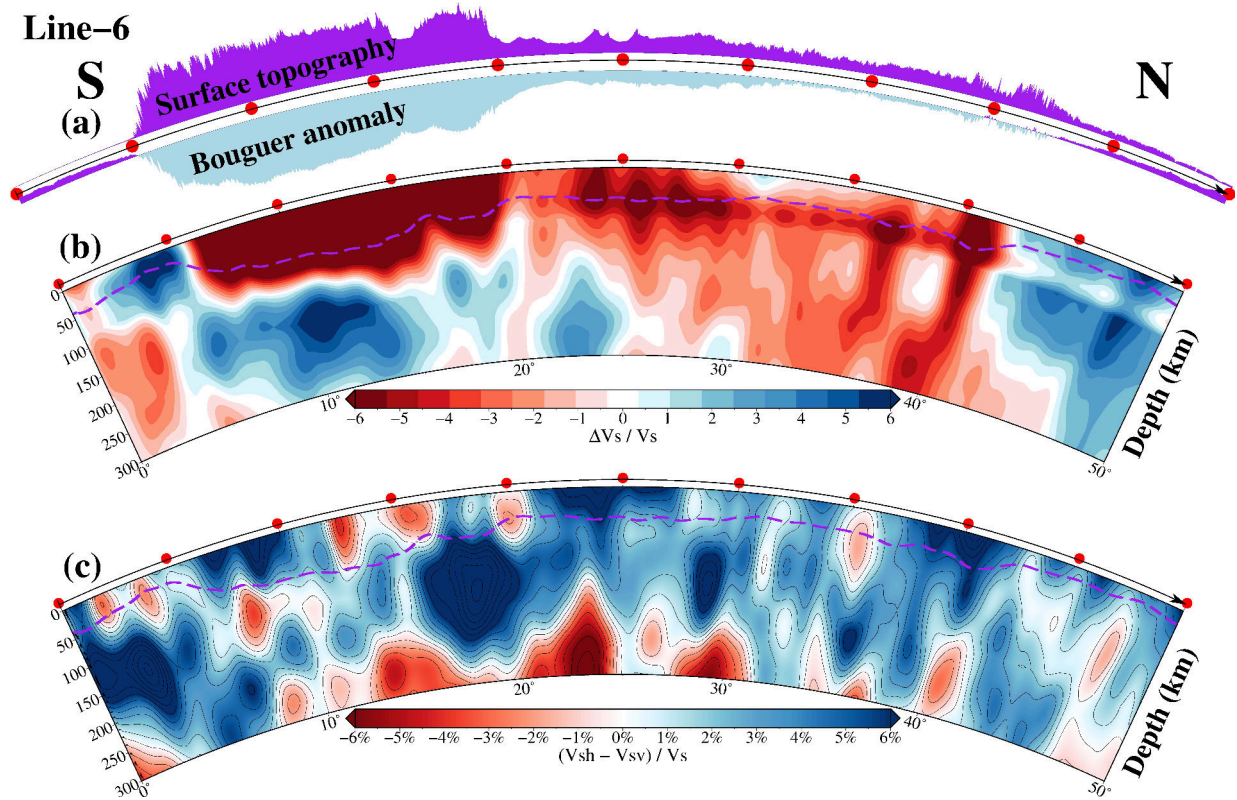 Line−6
S
N
Surface topography
(a)
Bouguer anomaly
(b)
0
50
100
150
200
250
300
0°
10°
20°
30°
40°
50°
−6 −5 −4 −3 −2 −1 0 1 2 3 4 5 6
ΔVs / Vs
Depth (km)
(c)
0
50
100
150
200
250
300
0°
10°
20°
30°
40°
50°
−6% −5% −4% −3% −2% −1% 0% 1% 2% 3% 4% 5% 6%
(Vsh − Vsv) / Vs
Depth (km)